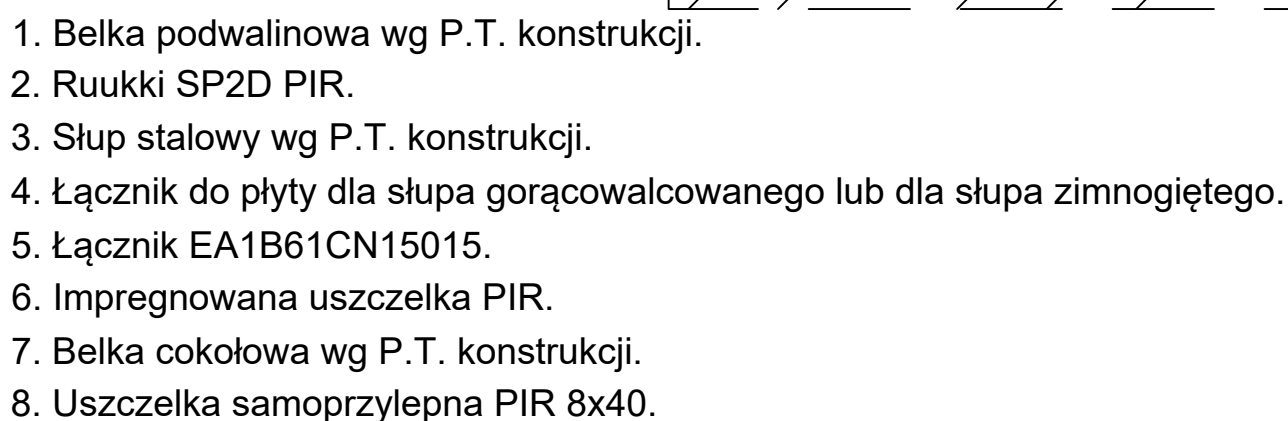 1. Belka podwalinowa wg P.T. konstrukcji.
2. Ruukki SP2D PIR.
3. Słup stalowy wg P.T. konstrukcji.
4. Łącznik do płyty dla słupa gorącowalcowanego lub dla słupa zimnogiętego.
5. Łącznik EA1B61CN15015.
6. Impregnowana uszczelka PIR.
7. Belka cokołowa wg P.T. konstrukcji.
8. Uszczelka samoprzylepna PIR 8x40.